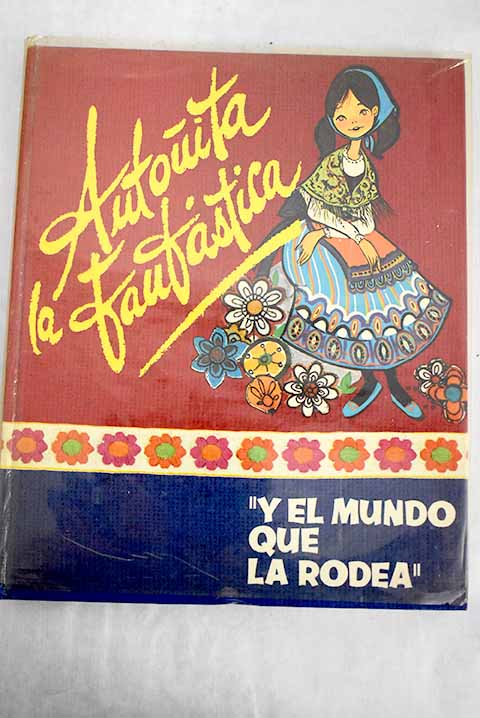 Antoñita
la Fantástica
"Y EL MUNDO
QUE
LA RODEA"